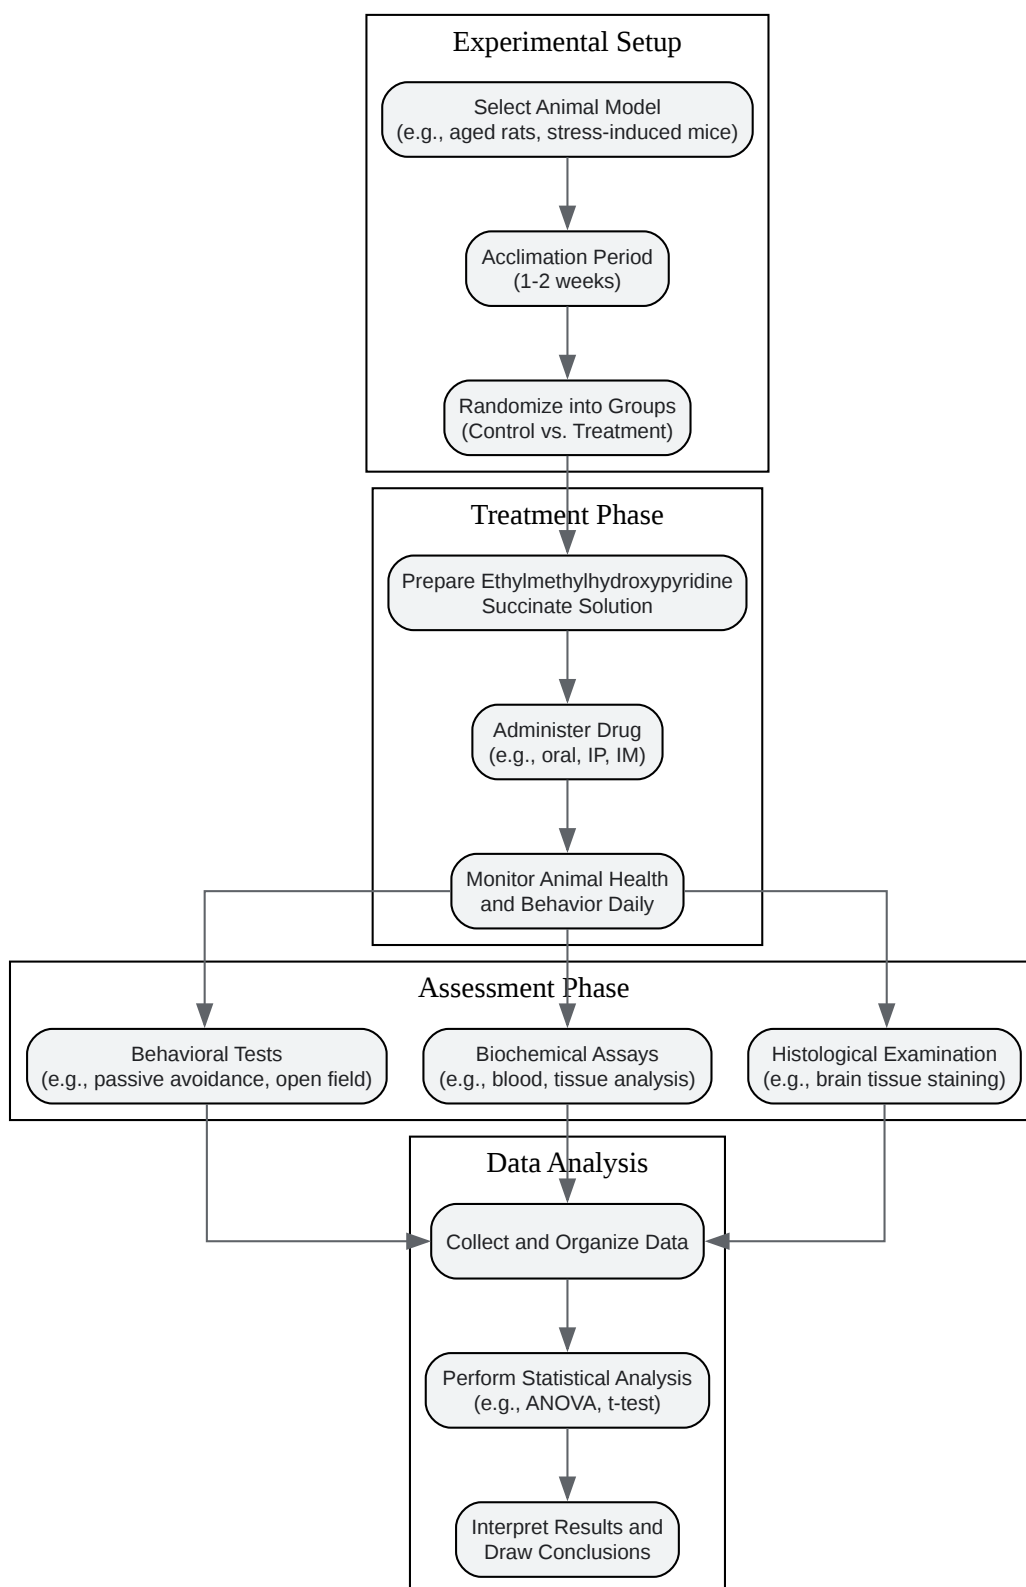 Experimental Setup
Select Animal Model
(e.g., aged rats, stress-induced mice)
Acclimation Period
(1-2 weeks)
Randomize into Groups
(Control vs. Treatment)
Treatment Phase
Prepare Ethylmethylhydroxypyridine
Succinate Solution
Administer Drug
(e.g., oral, IP, IM)
Monitor Animal Health
and Behavior Daily
Assessment Phase
Behavioral Tests
(e.g., passive avoidance, open field)
Biochemical Assays
(e.g., blood, tissue analysis)
Histological Examination
(e.g., brain tissue staining)
Data Analysis
Collect and Organize Data
Perform Statistical Analysis
(e.g., ANOVA, t-test)
Interpret Results and
Draw Conclusions